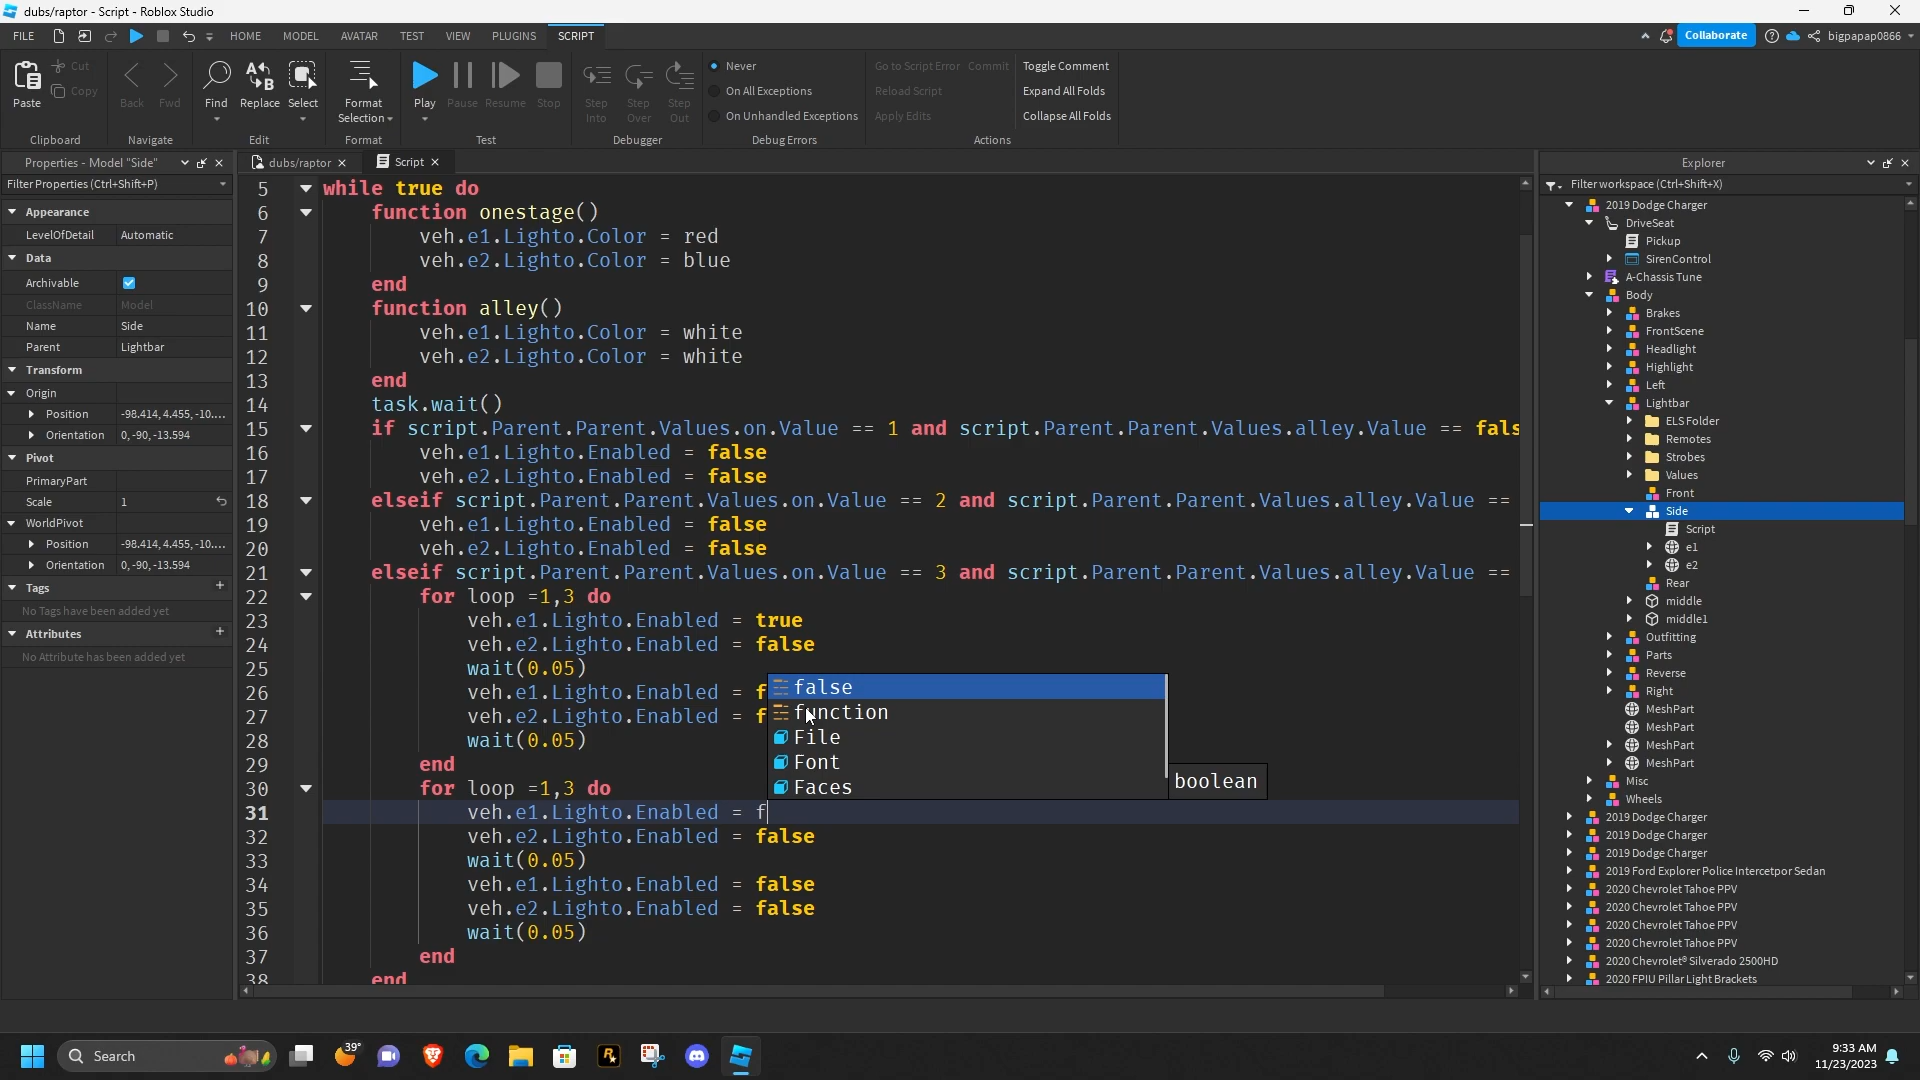 dubs/raptor - Script - Roblox Studio
FILE HOME MODEL AVATAR TEST VIEW PLUGINS SCRIPT
Collaborate bigpapap0866
Paste
Cut
Copy
Clipboard
Back
Fwd
Navigate
Find
Replace
Select
Edit
Format
Selection
Format
Play
Pause
Resume
Stop
Test
Step
Into
Step
Over
Step
Out
Debugger
Never
On All Exceptions
On Unhandled Exceptions
Debug Errors
Go to Script Error Commit
Reload Script
Apply Edits
Toggle Comment
Expand All Folds
Collapse All Folds
Actions
Properties - Model "Side"
Filter Properties (Ctrl+Shift+P)
Appearance
LevelOfDetail Automatic
Data
Archivable
ClassName Model
Name Side
Parent Lightbar
Transform
Origin
Position -98.414, 4.455, -10....
Orientation 0, -90, -13.594
Pivot
PrimaryPart
Scale 1
WorldPivot
Position -98.414, 4.455, -10....
Orientation 0, -90, -13.594
Tags
No Tags have been added yet
Attributes
No Attribute has been added yet
dubs/raptor
Script
5 while true do
6 function onestage()
7 veh.e1.Lighto.Color = red
8 veh.e2.Lighto.Color = blue
9 end
10 function alley()
11 veh.e1.Lighto.Color = white
12 veh.e2.Lighto.Color = white
13 end
14 task.wait()
15 if script.Parent.Parent.Values.on.Value == 1 and script.Parent.Parent.Values.alley.Value == fals
16 veh.e1.Lighto.Enabled = false
17 veh.e2.Lighto.Enabled = false
18 elseif script.Parent.Parent.Values.on.Value == 2 and script.Parent.Parent.Values.alley.Value ==
19 veh.e1.Lighto.Enabled = false
20 veh.e2.Lighto.Enabled = false
21 elseif script.Parent.Parent.Values.on.Value == 3 and script.Parent.Parent.Values.alley.Value ==
22 for loop =1,3 do
23 veh.e1.Lighto.Enabled = true
24 veh.e2.Lighto.Enabled = false
25 wait(0.05)
26 veh.e1.Lighto.Enabled = f
27 veh.e2.Lighto.Enabled = f
28 wait(0.05)
29 end
30 for loop =1,3 do
31 veh.e1.Lighto.Enabled = f
32 veh.e2.Lighto.Enabled = false
33 wait(0.05)
34 veh.e1.Lighto.Enabled = false
35 veh.e2.Lighto.Enabled = false
36 wait(0.05)
37 end
38 end
false
function
File
Font
Faces
boolean
Explorer
Filter workspace (Ctrl+Shift+X)
2019 Dodge Charger
DriveSeat
Pickup
SirenControl
A-Chassis Tune
Body
Brakes
FrontScene
Headlight
Highlight
Left
Lightbar
ELS Folder
Remotes
Strobes
Values
Front
Side
Script
e1
e2
Rear
middle
middle1
Outfitting
Parts
Reverse
Right
MeshPart
MeshPart
MeshPart
MeshPart
Misc
Wheels
2019 Dodge Charger
2019 Dodge Charger
2019 Dodge Charger
2019 Ford Explorer Police Intercetpor Sedan
2020 Chevrolet Tahoe PPV
2020 Chevrolet Tahoe PPV
2020 Chevrolet Tahoe PPV
2020 Chevrolet Tahoe PPV
2020 Chevrolet® Silverado 2500HD
2020 FPIU Pillar Light Brackets
Search
39°
9:33 AM
11/23/2023